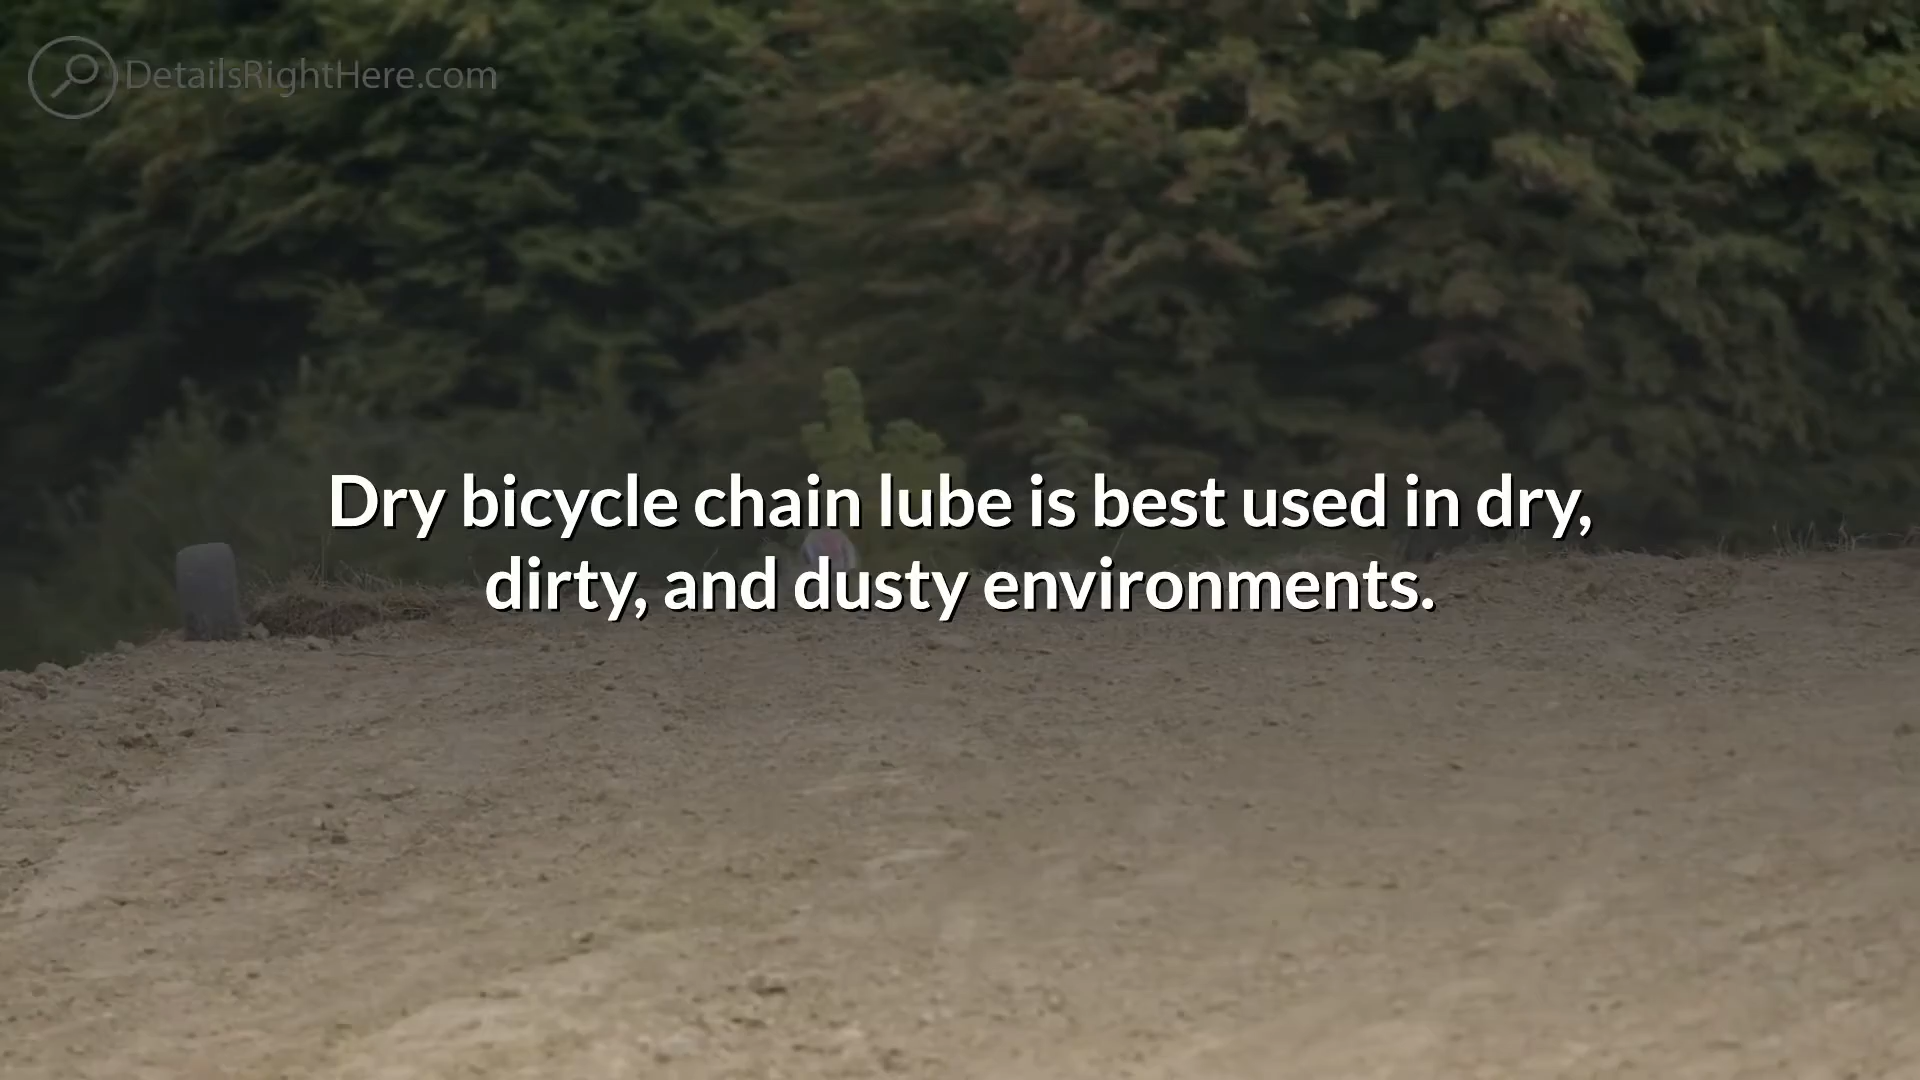 DetailsRightHere.com
Dry bicycle chain lube is best used in dry,
dirty, and dusty environments.